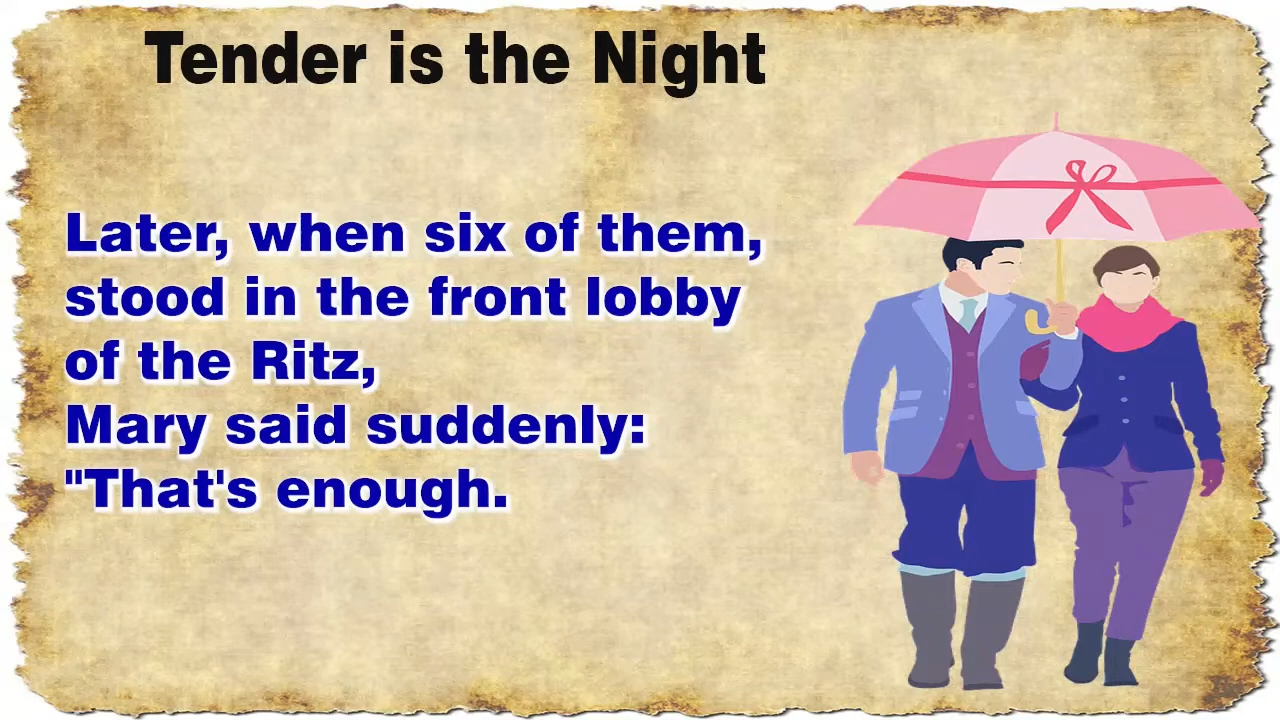 Tender is the Night
Later, when six of them,
stood in the front lobby
of the Ritz,
Mary said suddenly:
"That's enough.